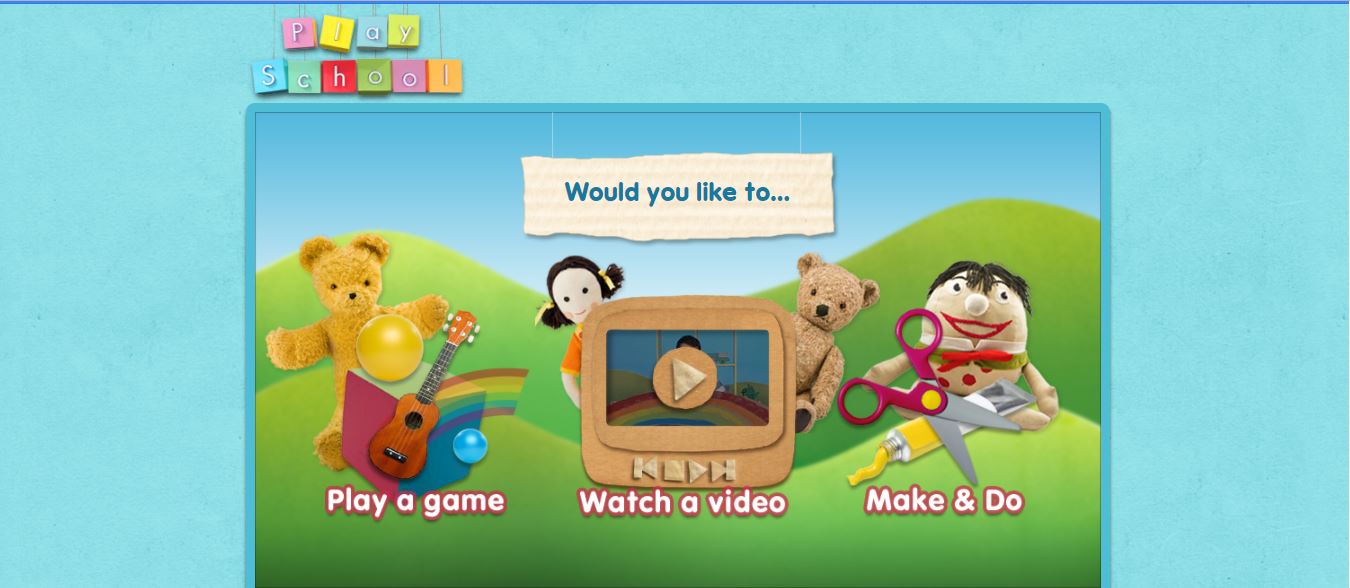 Play
School
Would you like to...
Play a game
Watch a video
Make & Do